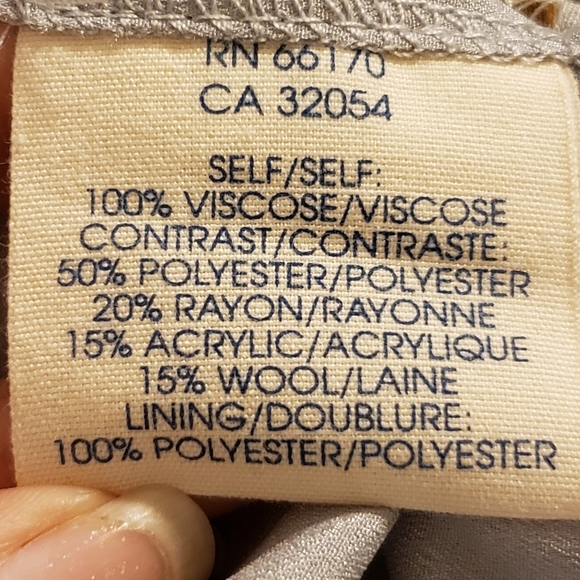 RN 66170
CA 32054
SELF/SELF:
100% VISCOSE/VISCOSE
CONTRAST/CONTRASTE:
50% POLYESTER/POLYESTER
20% RAYON/RAYONNE
15% ACRYLIC/ACRYLIQUE
15% WOOL/LAINE
LINING/DOUBLURE:
100% POLYESTER/POLYESTER